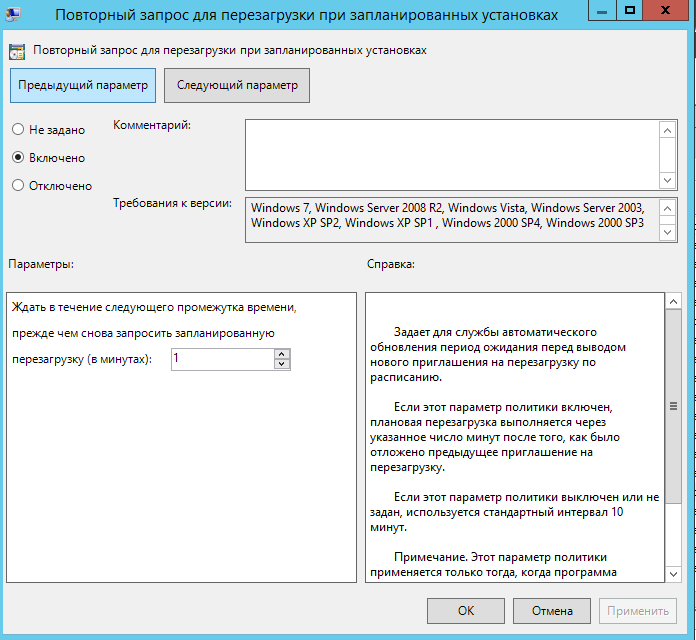 Повторный запрос для перезагрузки при запланированных установках
Повторный запрос для перезагрузки при запланированных установках
Предыдущий параметр
Следующий параметр
Не задано
Включено
Отключено
Комментарий:
Требования к версии:
Windows 7, Windows Server 2008 R2, Windows Vista, Windows Server 2003,
Windows XP SP2, Windows XP SP1 , Windows 2000 SP4, Windows 2000 SP3
Параметры:
Справка:
Ждать в течение следующего промежутка времени,
прежде чем снова запросить запланированную
перезагрузку (в минутах): 1
Задает для службы автоматического
обновления период ожидания перед выводом
нового приглашения на перезагрузку по
расписанию.
Если этот параметр политики включен,
плановая перезагрузка выполняется через
указанное число минут после того, как было
отложено предыдущее приглашение на
перезагрузку.
Если этот параметр политики выключен или не
задан, используется стандартный интервал 10
минут.
Примечание. Этот параметр политики
применяется только тогда, когда программа
ОК
Отмена
Применить